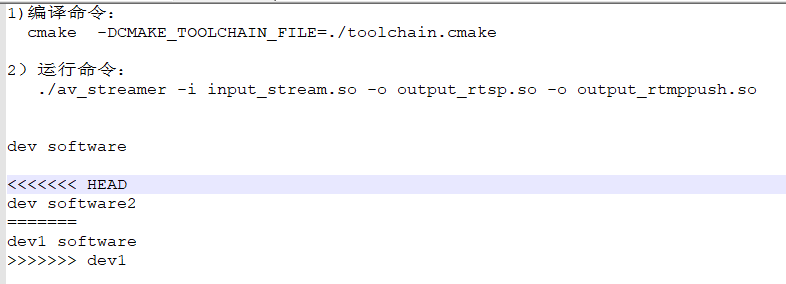 1)编译命令:
cmake -DCMAKE_TOOLCHAIN_FILE=./toolchain.cmake
2）运行命令:
./av_streamer -i input_stream.so -o output_rtsp.so -o output_rtmppush.so
dev software
<<<<<<< HEAD
dev software2
=======
dev1 software
>>>>>>> dev1